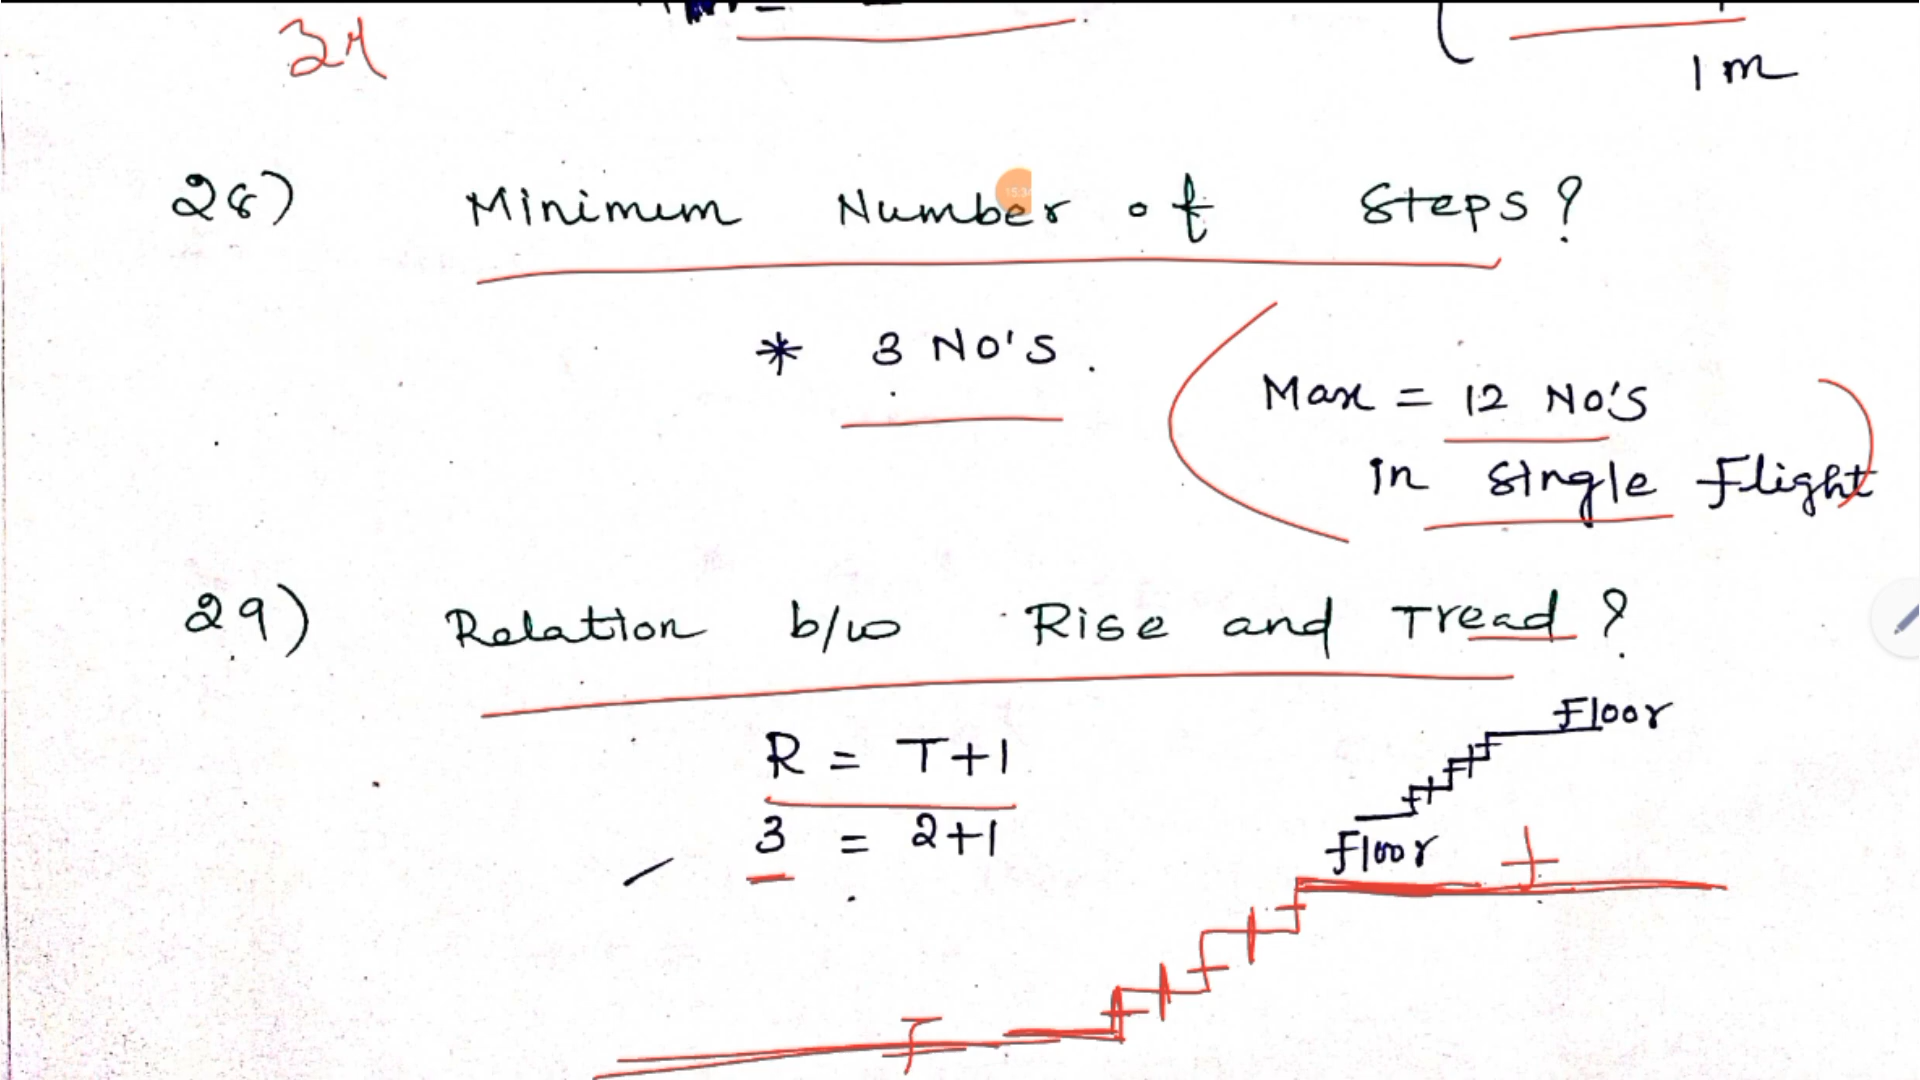 1m
28) Minimum Number of Steps?
* 3 NO'S.
Max = 12 NO'S
in single flight
29) Relation b/w Rise and Tread?
R = T+1
3 = 2+1
Floor
Floor